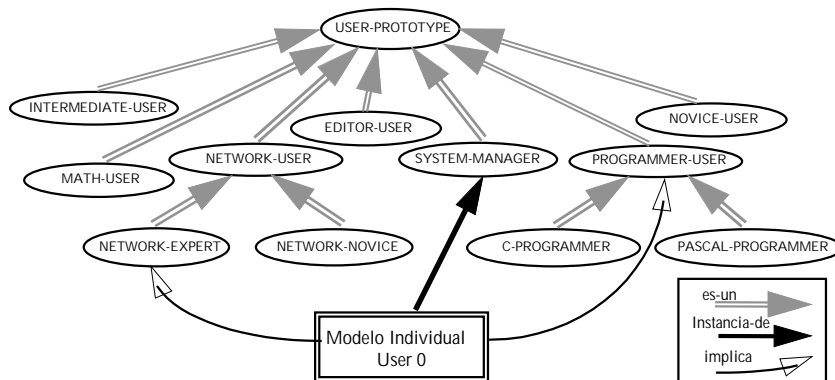 USER-PROTOTYPE
INTERMEDIATE-USER
NOVICE-USER
EDITOR-USER
MATH-USER
NETWORK-USER
SYSTEM-MANAGER
PROGRAMMER-USER
NETWORK-EXPERT
NETWORK-NOVICE
C-PROGRAMMER
PASCAL-PROGRAMMER
Modelo Individual
User 0
es-un
Instancia-de
implica